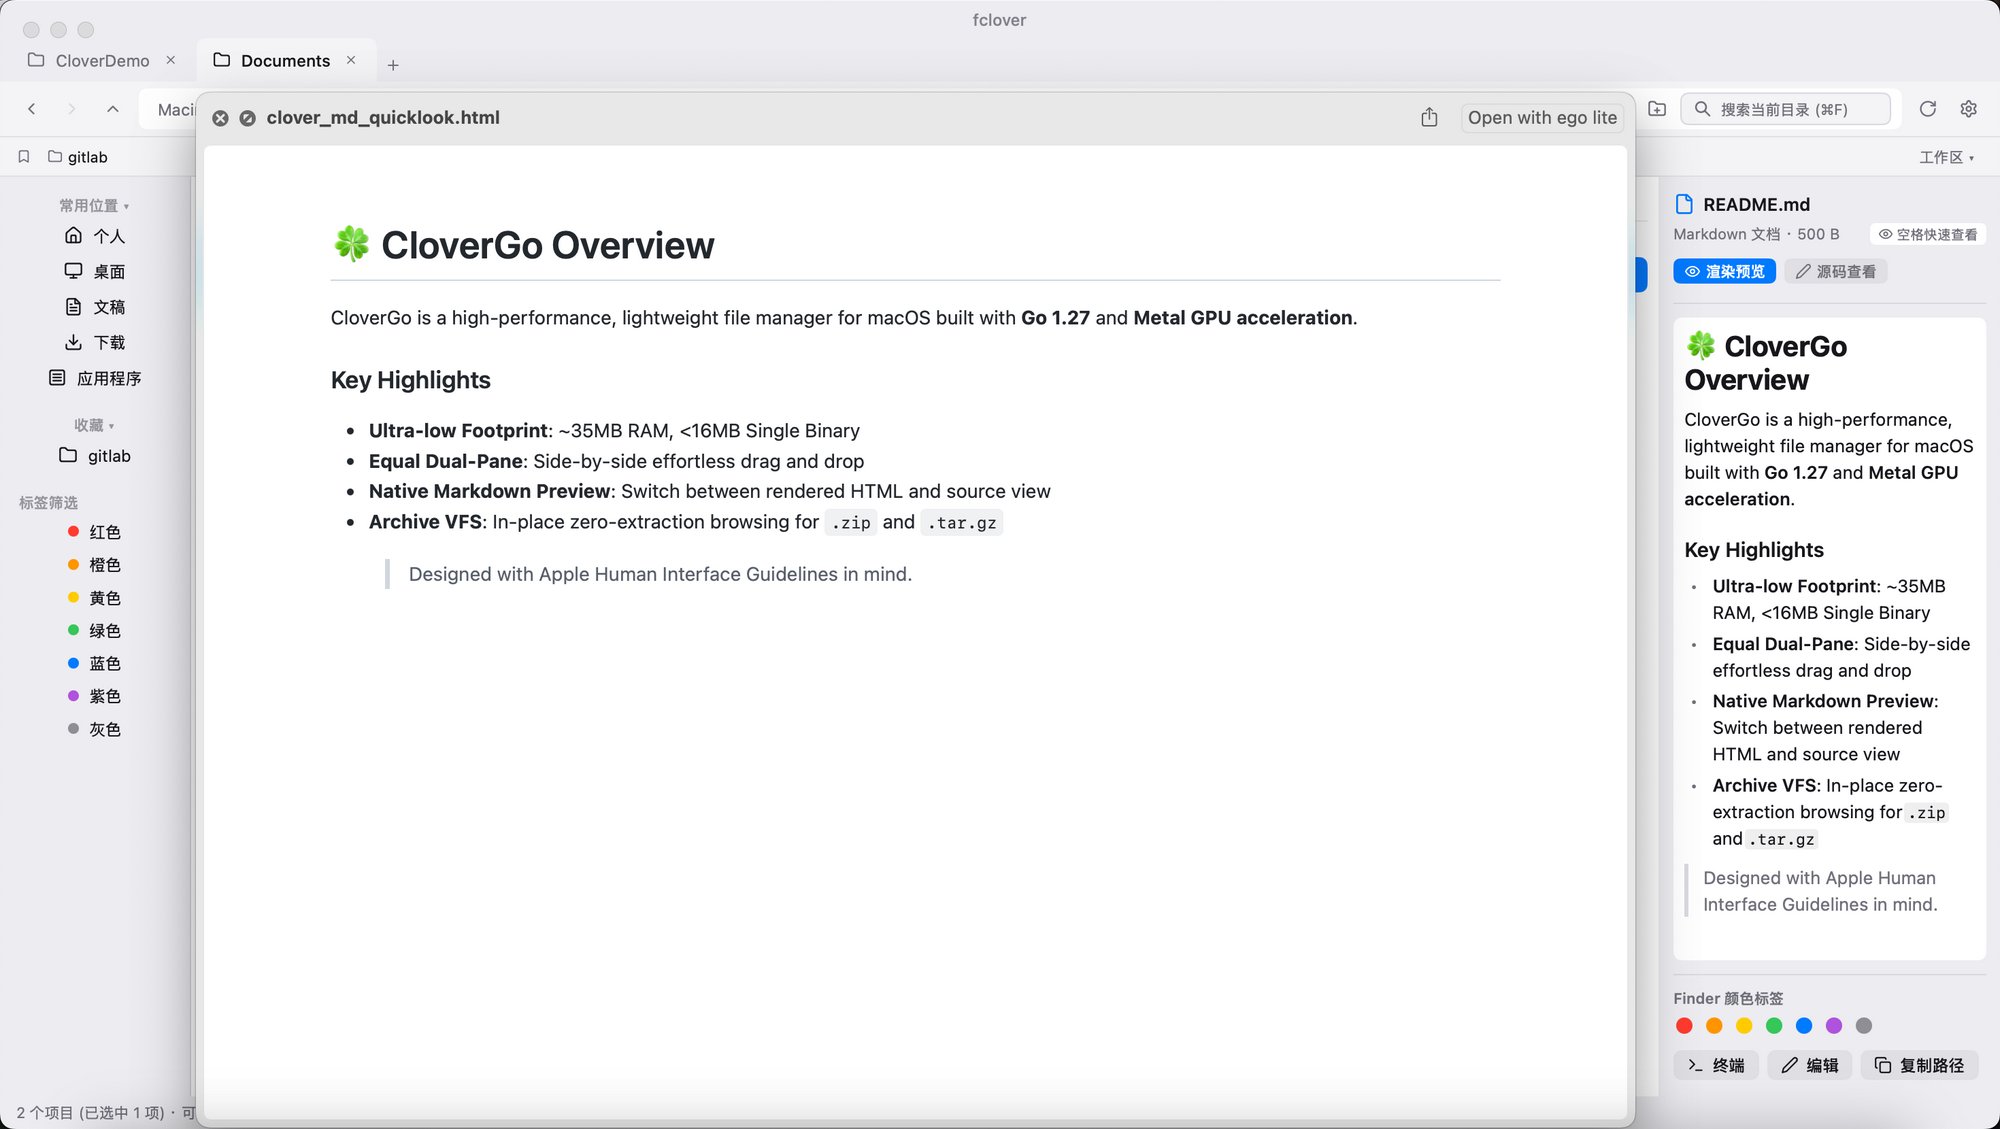 fclover
CloverDemo
Documents
clover_md_quicklook.html
Open with ego lite
搜索当前目录 (⌘F)
gitlab
工作区
常用位置
个人
桌面
文稿
下载
应用程序
收藏
gitlab
标签筛选
红色
橙色
黄色
绿色
蓝色
紫色
灰色
2 个项目 (已选中 1 项) · 可
🍀 CloverGo Overview
CloverGo is a high-performance, lightweight file manager for macOS built with Go 1.27 and Metal GPU acceleration.
Key Highlights
• Ultra-low Footprint: ~35MB RAM, <16MB Single Binary
• Equal Dual-Pane: Side-by-side effortless drag and drop
• Native Markdown Preview: Switch between rendered HTML and source view
• Archive VFS: In-place zero-extraction browsing for .zip and .tar.gz
Designed with Apple Human Interface Guidelines in mind.
README.md
Markdown 文档 · 500 B
空格快速查看
渲染预览
源码查看
🍀 CloverGo
Overview
CloverGo is a high-performance,
lightweight file manager for macOS
built with Go 1.27 and Metal GPU
acceleration.
Key Highlights
• Ultra-low Footprint: ~35MB
RAM, <16MB Single Binary
• Equal Dual-Pane: Side-by-side
effortless drag and drop
• Native Markdown Preview:
Switch between rendered
HTML and source view
• Archive VFS: In-place zero-
extraction browsing for .zip
and .tar.gz
Designed with Apple Human
Interface Guidelines in mind.
Finder 颜色标签
终端
编辑
复制路径